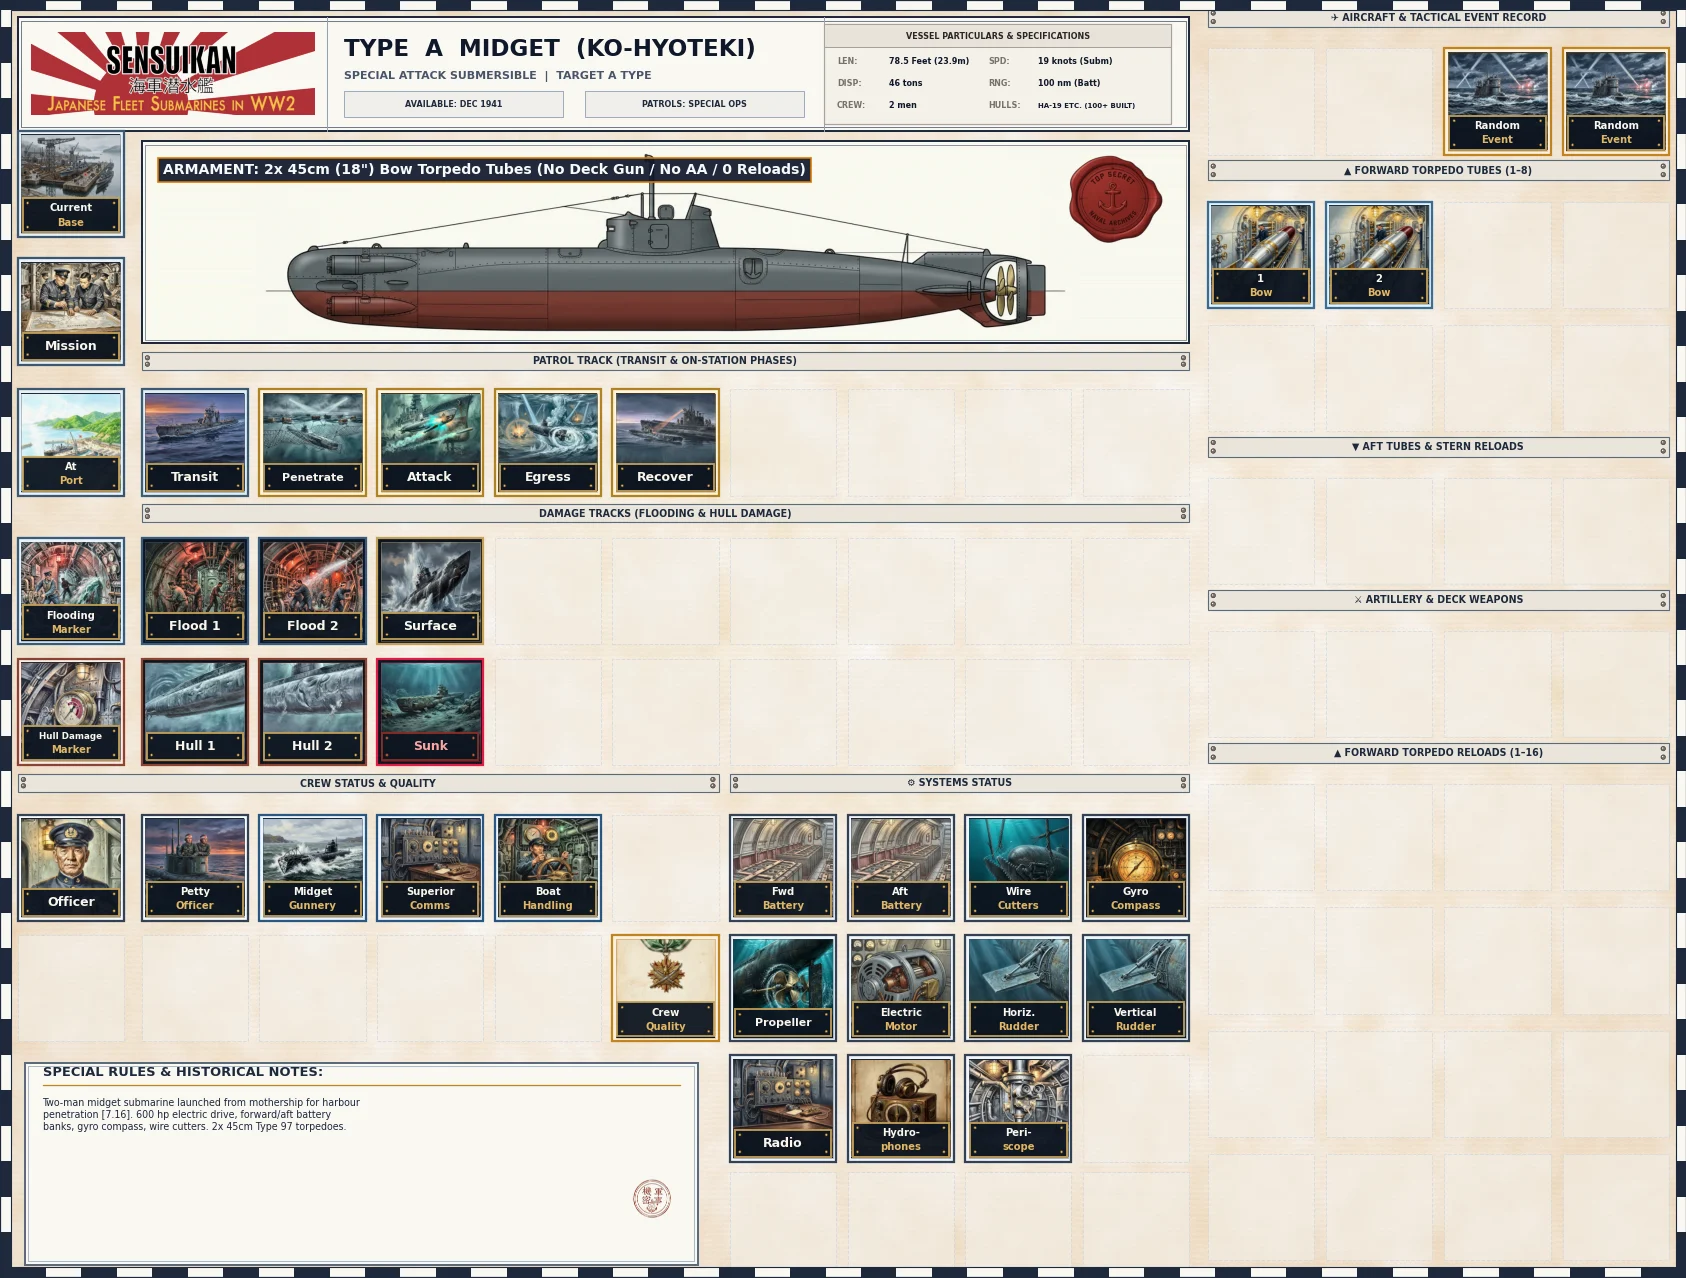 SENSUIKAN
海軍潜水艦
JAPANESE FLEET SUBMARINES IN WW2
TYPE A MIDGET (KO-HYOTEKI)
SPECIAL ATTACK SUBMERSIBLE | TARGET A TYPE
AVAILABLE: DEC 1941
PATROLS: SPECIAL OPS
VESSEL PARTICULARS & SPECIFICATIONS
LEN: 78.5 Feet (23.9m) SPD: 19 knots (Subm)
DISP: 46 tons RNG: 100 nm (Batt)
CREW: 2 men HULLS: HA-19 ETC. (100+ BUILT)
✈ AIRCRAFT & TACTICAL EVENT RECORD
Random
Event
Random
Event
Current
Base
Mission
ARMAMENT: 2x 45cm (18") Bow Torpedo Tubes (No Deck Gun / No AA / 0 Reloads)
TOP SECRET
NAVAL ARCHIVES
▲ FORWARD TORPEDO TUBES (1–8)
1
Bow
2
Bow
PATROL TRACK (TRANSIT & ON-STATION PHASES)
At
Port
Transit
Penetrate
Attack
Egress
Recover
▼ AFT TUBES & STERN RELOADS
DAMAGE TRACKS (FLOODING & HULL DAMAGE)
Flooding
Marker
Flood 1
Flood 2
Surface
⚔ ARTILLERY & DECK WEAPONS
Hull Damage
Marker
Hull 1
Hull 2
Sunk
▲ FORWARD TORPEDO RELOADS (1–16)
CREW STATUS & QUALITY
⚙ SYSTEMS STATUS
Officer
Petty
Officer
Midget
Gunnery
Superior
Comms
Boat
Handling
Fwd
Battery
Aft
Battery
Wire
Cutters
Gyro
Compass
Crew
Quality
Propeller
Electric
Motor
Horiz.
Rudder
Vertical
Rudder
Radio
Hydro-
phones
Peri-
scope
SPECIAL RULES & HISTORICAL NOTES:
Two-man midget submarine launched from mothership for harbour
penetration [7.16]. 600 hp electric drive, forward/aft battery
banks, gyro compass, wire cutters. 2x 45cm Type 97 torpedoes.